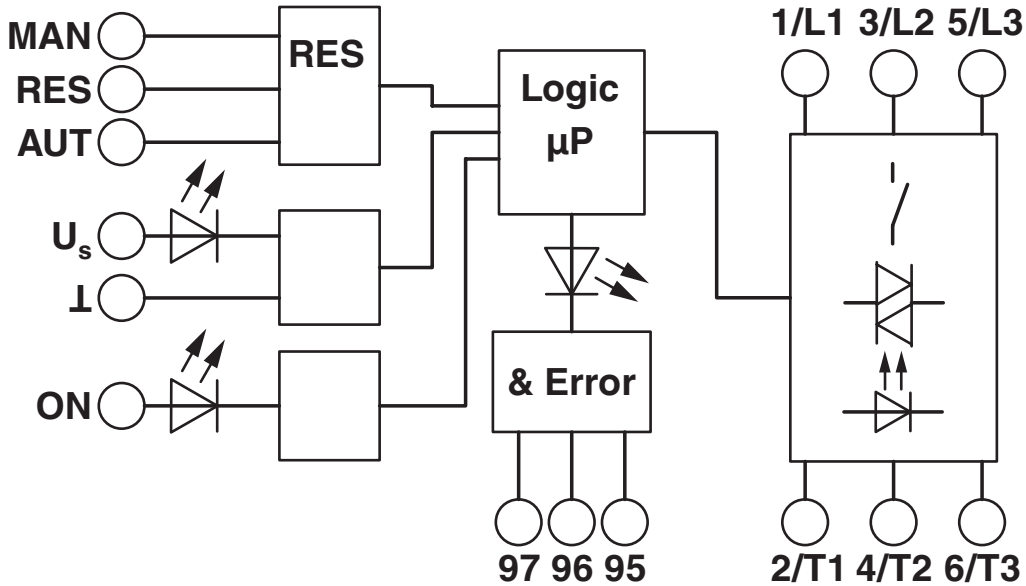 MAN
RES
AUT
U_s
⊥
ON
RES
Logic
µP
& Error
97 96 95
1/L1 3/L2 5/L3
2/T1 4/T2 6/T3